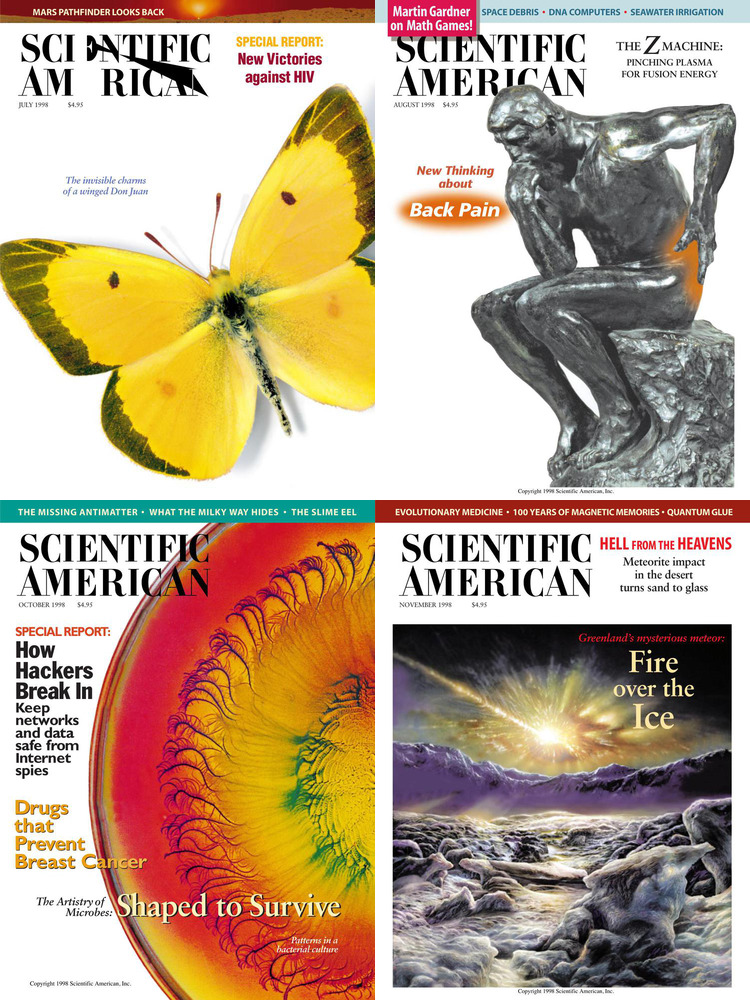 MARS PATHFINDER LOOKS BACK
SCI ENTIFIC
AM RICAN
JULY 1998 $4.95
SPECIAL REPORT:
New Victories
against HIV
The invisible charms
of a winged Don Juan
Martin Gardner
on Math Games!
SPACE DEBRIS • DNA COMPUTERS • SEAWATER IRRIGATION
SCIENTIFIC
AMERICAN
AUGUST 1998 $4.95
THE Z MACHINE:
PINCHING PLASMA
FOR FUSION ENERGY
New Thinking
about
Back Pain
Copyright 1998 Scientific American, Inc.
THE MISSING ANTIMATTER • WHAT THE MILKY WAY HIDES • THE SLIME EEL
SCIENTIFIC
AMERICAN
OCTOBER 1998 $4.95
SPECIAL REPORT:
How
Hackers
Break In
Keep
networks
and data
safe from
Internet
spies
Drugs
that
Prevent
Breast Cancer
The Artistry of
Microbes: Shaped to Survive
Patterns in a
bacterial culture
Copyright 1998 Scientific American, Inc.
EVOLUTIONARY MEDICINE • 100 YEARS OF MAGNETIC MEMORIES • QUANTUM GLUE
SCIENTIFIC
AMERICAN
NOVEMBER 1998 $4.95
HELL FROM THE HEAVENS
Meteorite impact
in the desert
turns sand to glass
Greenland's mysterious meteor:
Fire
over the
Ice
Copyright 1998 Scientific American, Inc.